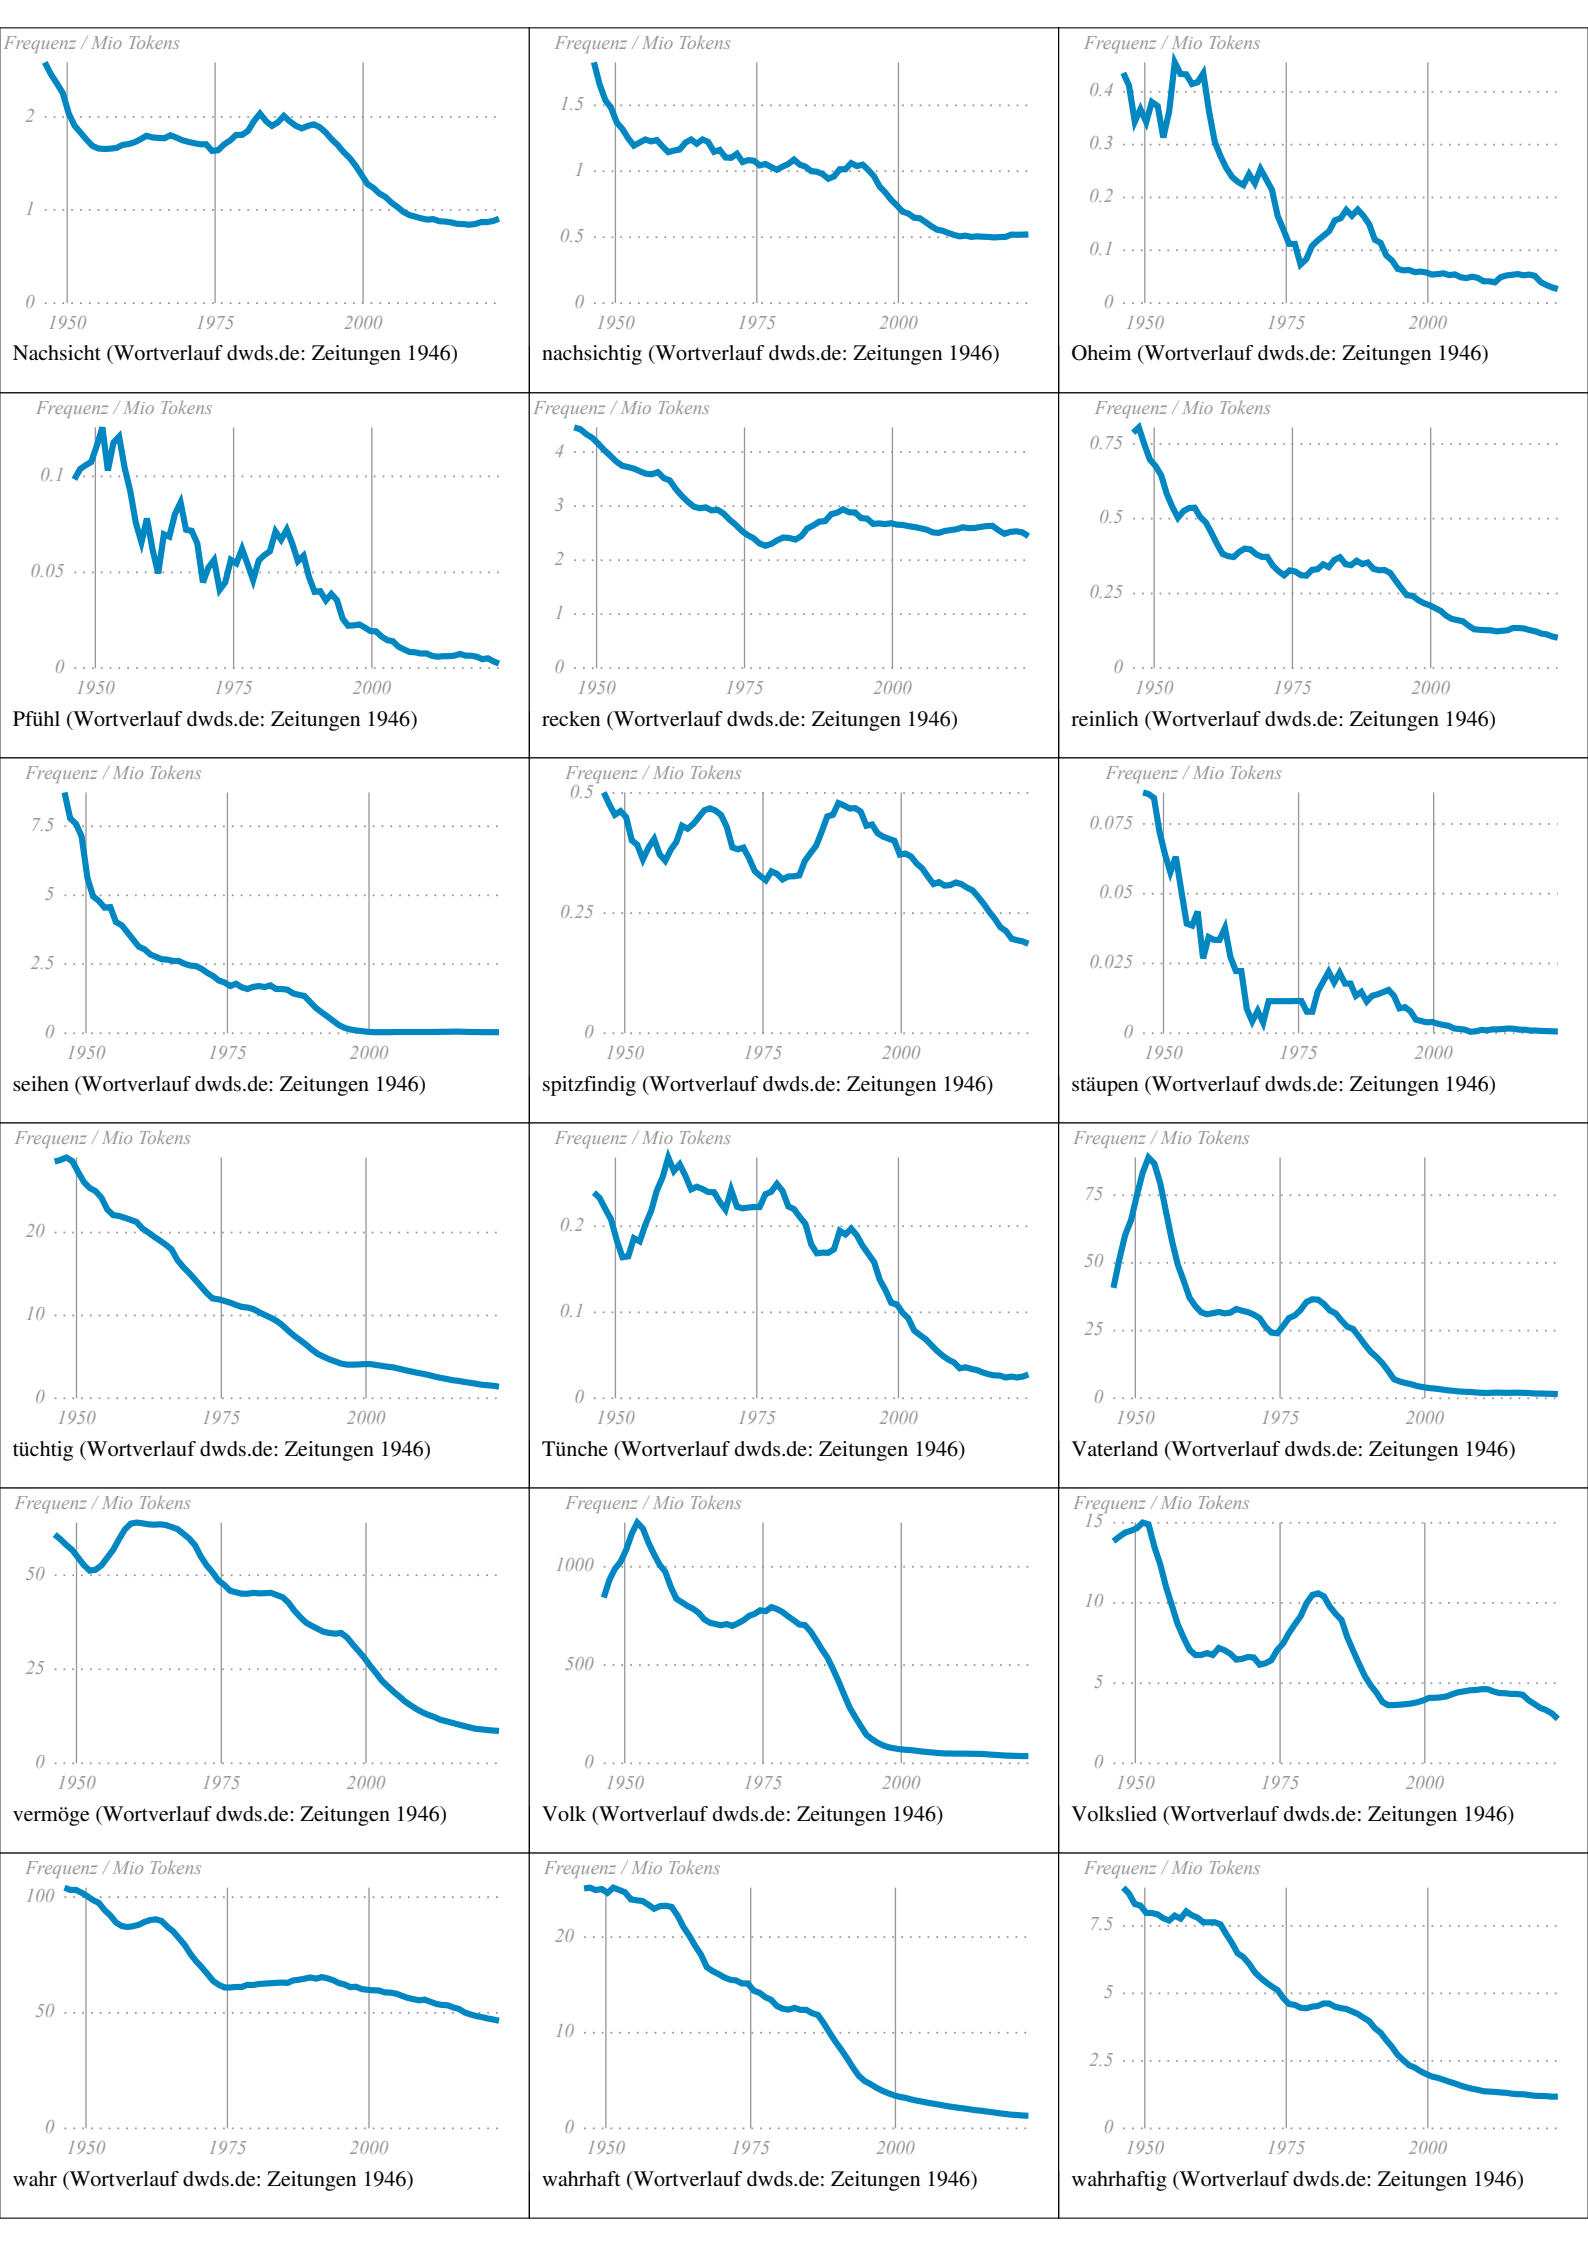 Frequenz / Mio Tokens
2
1
0
1950 1975 2000
Nachsicht (Wortverlauf dwds.de: Zeitungen 1946)
Frequenz / Mio Tokens
1.5
1
0.5
0
1950 1975 2000
nachsichtig (Wortverlauf dwds.de: Zeitungen 1946)
Frequenz / Mio Tokens
0.4
0.3
0.2
0.1
0
1950 1975 2000
Oheim (Wortverlauf dwds.de: Zeitungen 1946)
Frequenz / Mio Tokens
0.1
0.05
0
1950 1975 2000
Pfühl (Wortverlauf dwds.de: Zeitungen 1946)
Frequenz / Mio Tokens
4
3
2
1
0
1950 1975 2000
recken (Wortverlauf dwds.de: Zeitungen 1946)
Frequenz / Mio Tokens
0.75
0.5
0.25
0
1950 1975 2000
reinlich (Wortverlauf dwds.de: Zeitungen 1946)
Frequenz / Mio Tokens
7.5
5
2.5
0
1950 1975 2000
seihen (Wortverlauf dwds.de: Zeitungen 1946)
Frequenz / Mio Tokens
0.5
0.25
0
1950 1975 2000
spitzfindig (Wortverlauf dwds.de: Zeitungen 1946)
Frequenz / Mio Tokens
0.075
0.05
0.025
0
1950 1975 2000
stäupen (Wortverlauf dwds.de: Zeitungen 1946)
Frequenz / Mio Tokens
20
10
0
1950 1975 2000
tüchtig (Wortverlauf dwds.de: Zeitungen 1946)
Frequenz / Mio Tokens
0.2
0.1
0
1950 1975 2000
Tünche (Wortverlauf dwds.de: Zeitungen 1946)
Frequenz / Mio Tokens
75
50
25
0
1950 1975 2000
Vaterland (Wortverlauf dwds.de: Zeitungen 1946)
Frequenz / Mio Tokens
50
25
0
1950 1975 2000
vermöge (Wortverlauf dwds.de: Zeitungen 1946)
Frequenz / Mio Tokens
1000
500
0
1950 1975 2000
Volk (Wortverlauf dwds.de: Zeitungen 1946)
Frequenz / Mio Tokens
15
10
5
0
1950 1975 2000
Volkslied (Wortverlauf dwds.de: Zeitungen 1946)
Frequenz / Mio Tokens
100
50
0
1950 1975 2000
wahr (Wortverlauf dwds.de: Zeitungen 1946)
Frequenz / Mio Tokens
20
10
0
1950 1975 2000
wahrhaft (Wortverlauf dwds.de: Zeitungen 1946)
Frequenz / Mio Tokens
7.5
5
2.5
0
1950 1975 2000
wahrhaftig (Wortverlauf dwds.de: Zeitungen 1946)